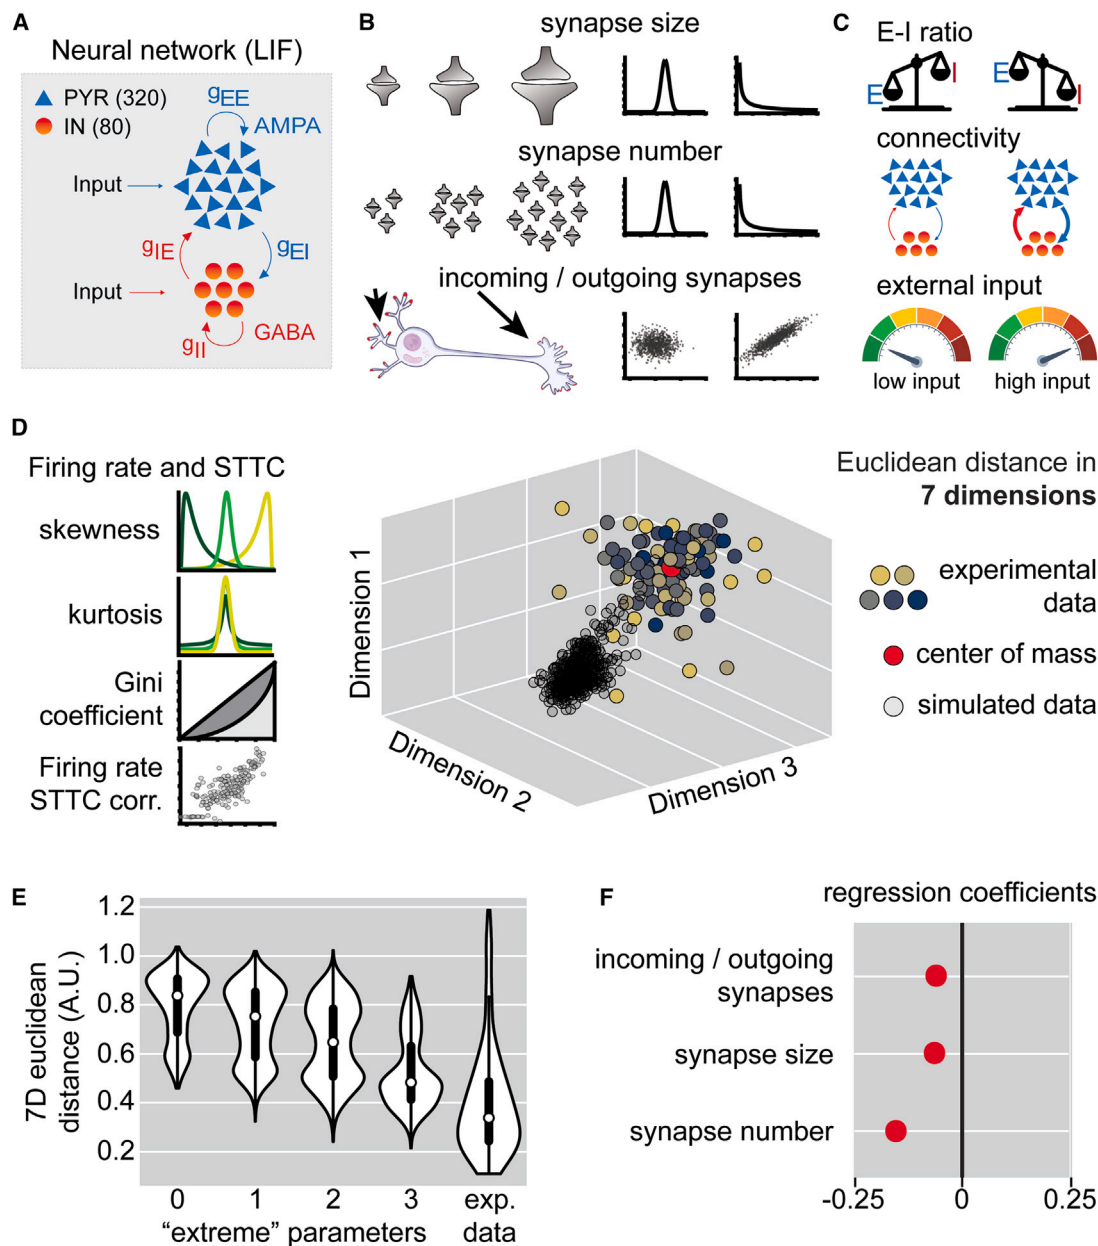 A
Neural network (LIF)
PYR (320)
IN (80)
gEE
AMPA
Input
gIE
gEI
Input
gII
GABA
B
synapse size
synapse number
incoming / outgoing synapses
C
E-I ratio
E
I
E
I
connectivity
external input
low input
high input
D
Firing rate and STTC
skewness
kurtosis
Gini
coefficient
Firing rate
STTC corr.
Dimension 1
Dimension 2
Dimension 3
Euclidean distance in
7 dimensions
experimental
data
center of mass
simulated data
E
7D euclidean
distance (A.U.)
1.2
1.0
0.8
0.6
0.4
0.2
0
1
2
3
exp.
data
“extreme” parameters
F
regression coefficients
incoming / outgoing
synapses
synapse size
synapse number
-0.25
0
0.25